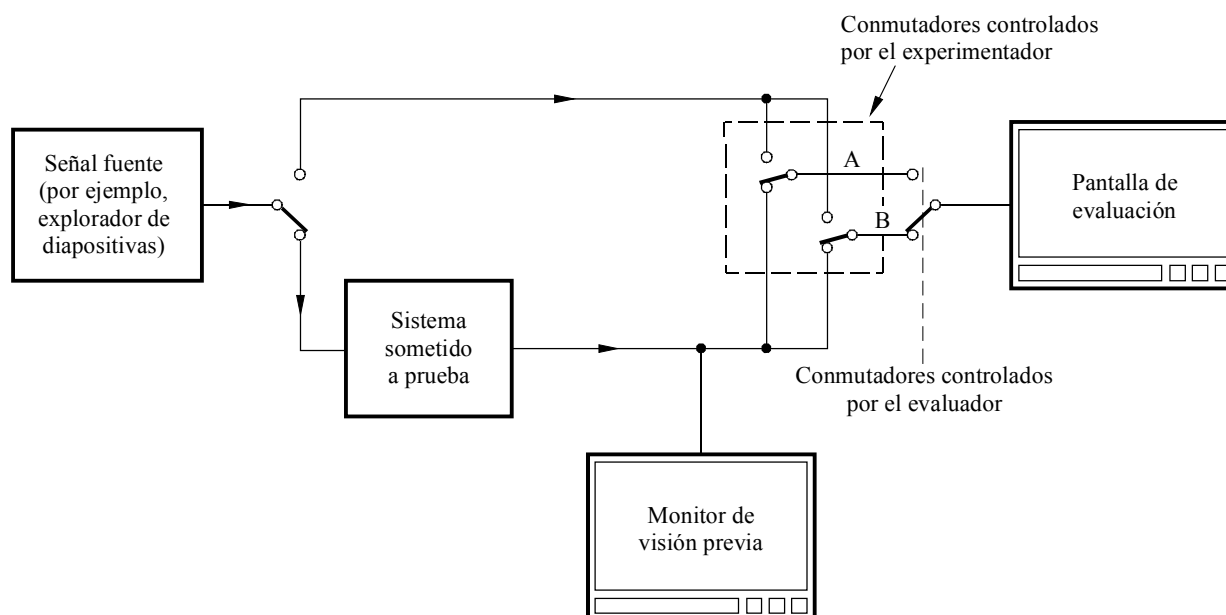 Conmutadores controlados
por el experimentador
Señal fuente
(por ejemplo,
explorador de
diapositivas)
A
B
Pantalla de
evaluación
Sistema
sometido
a prueba
Conmutadores controlados
por el evaluador
Monitor de
visión previa